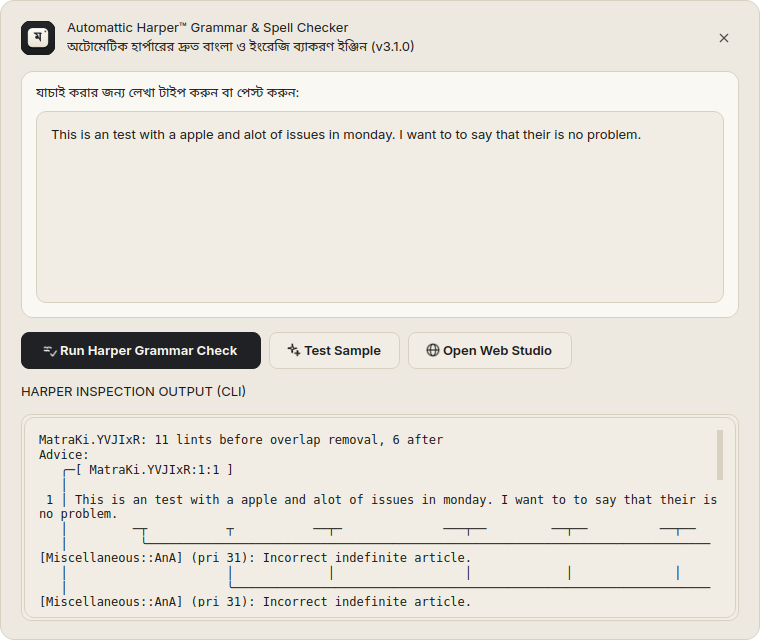 ম
Automattic Harper™ Grammar & Spell Checker
অটোমেটিক হার্পারের দ্রুত বাংলা ও ইংরেজি ব্যাকরণ ইঞ্জিন (v3.1.0)
যাচাই করার জন্য লেখা টাইপ করুন বা পেস্ট করুন:
This is an test with a apple and alot of issues in monday. I want to to say that their is no problem.
Run Harper Grammar Check
Test Sample
Open Web Studio
HARPER INSPECTION OUTPUT (CLI)
MatraKi.YVJIxR: 11 lints before overlap removal, 6 after
Advice:
╭─[ MatraKi.YVJIxR:1:1 ]
1 │ This is an test with a apple and alot of issues in monday. I want to to say that their is
no problem.
[Miscellaneous::AnA] (pri 31): Incorrect indefinite article.
[Miscellaneous::AnA] (pri 31): Incorrect indefinite article.